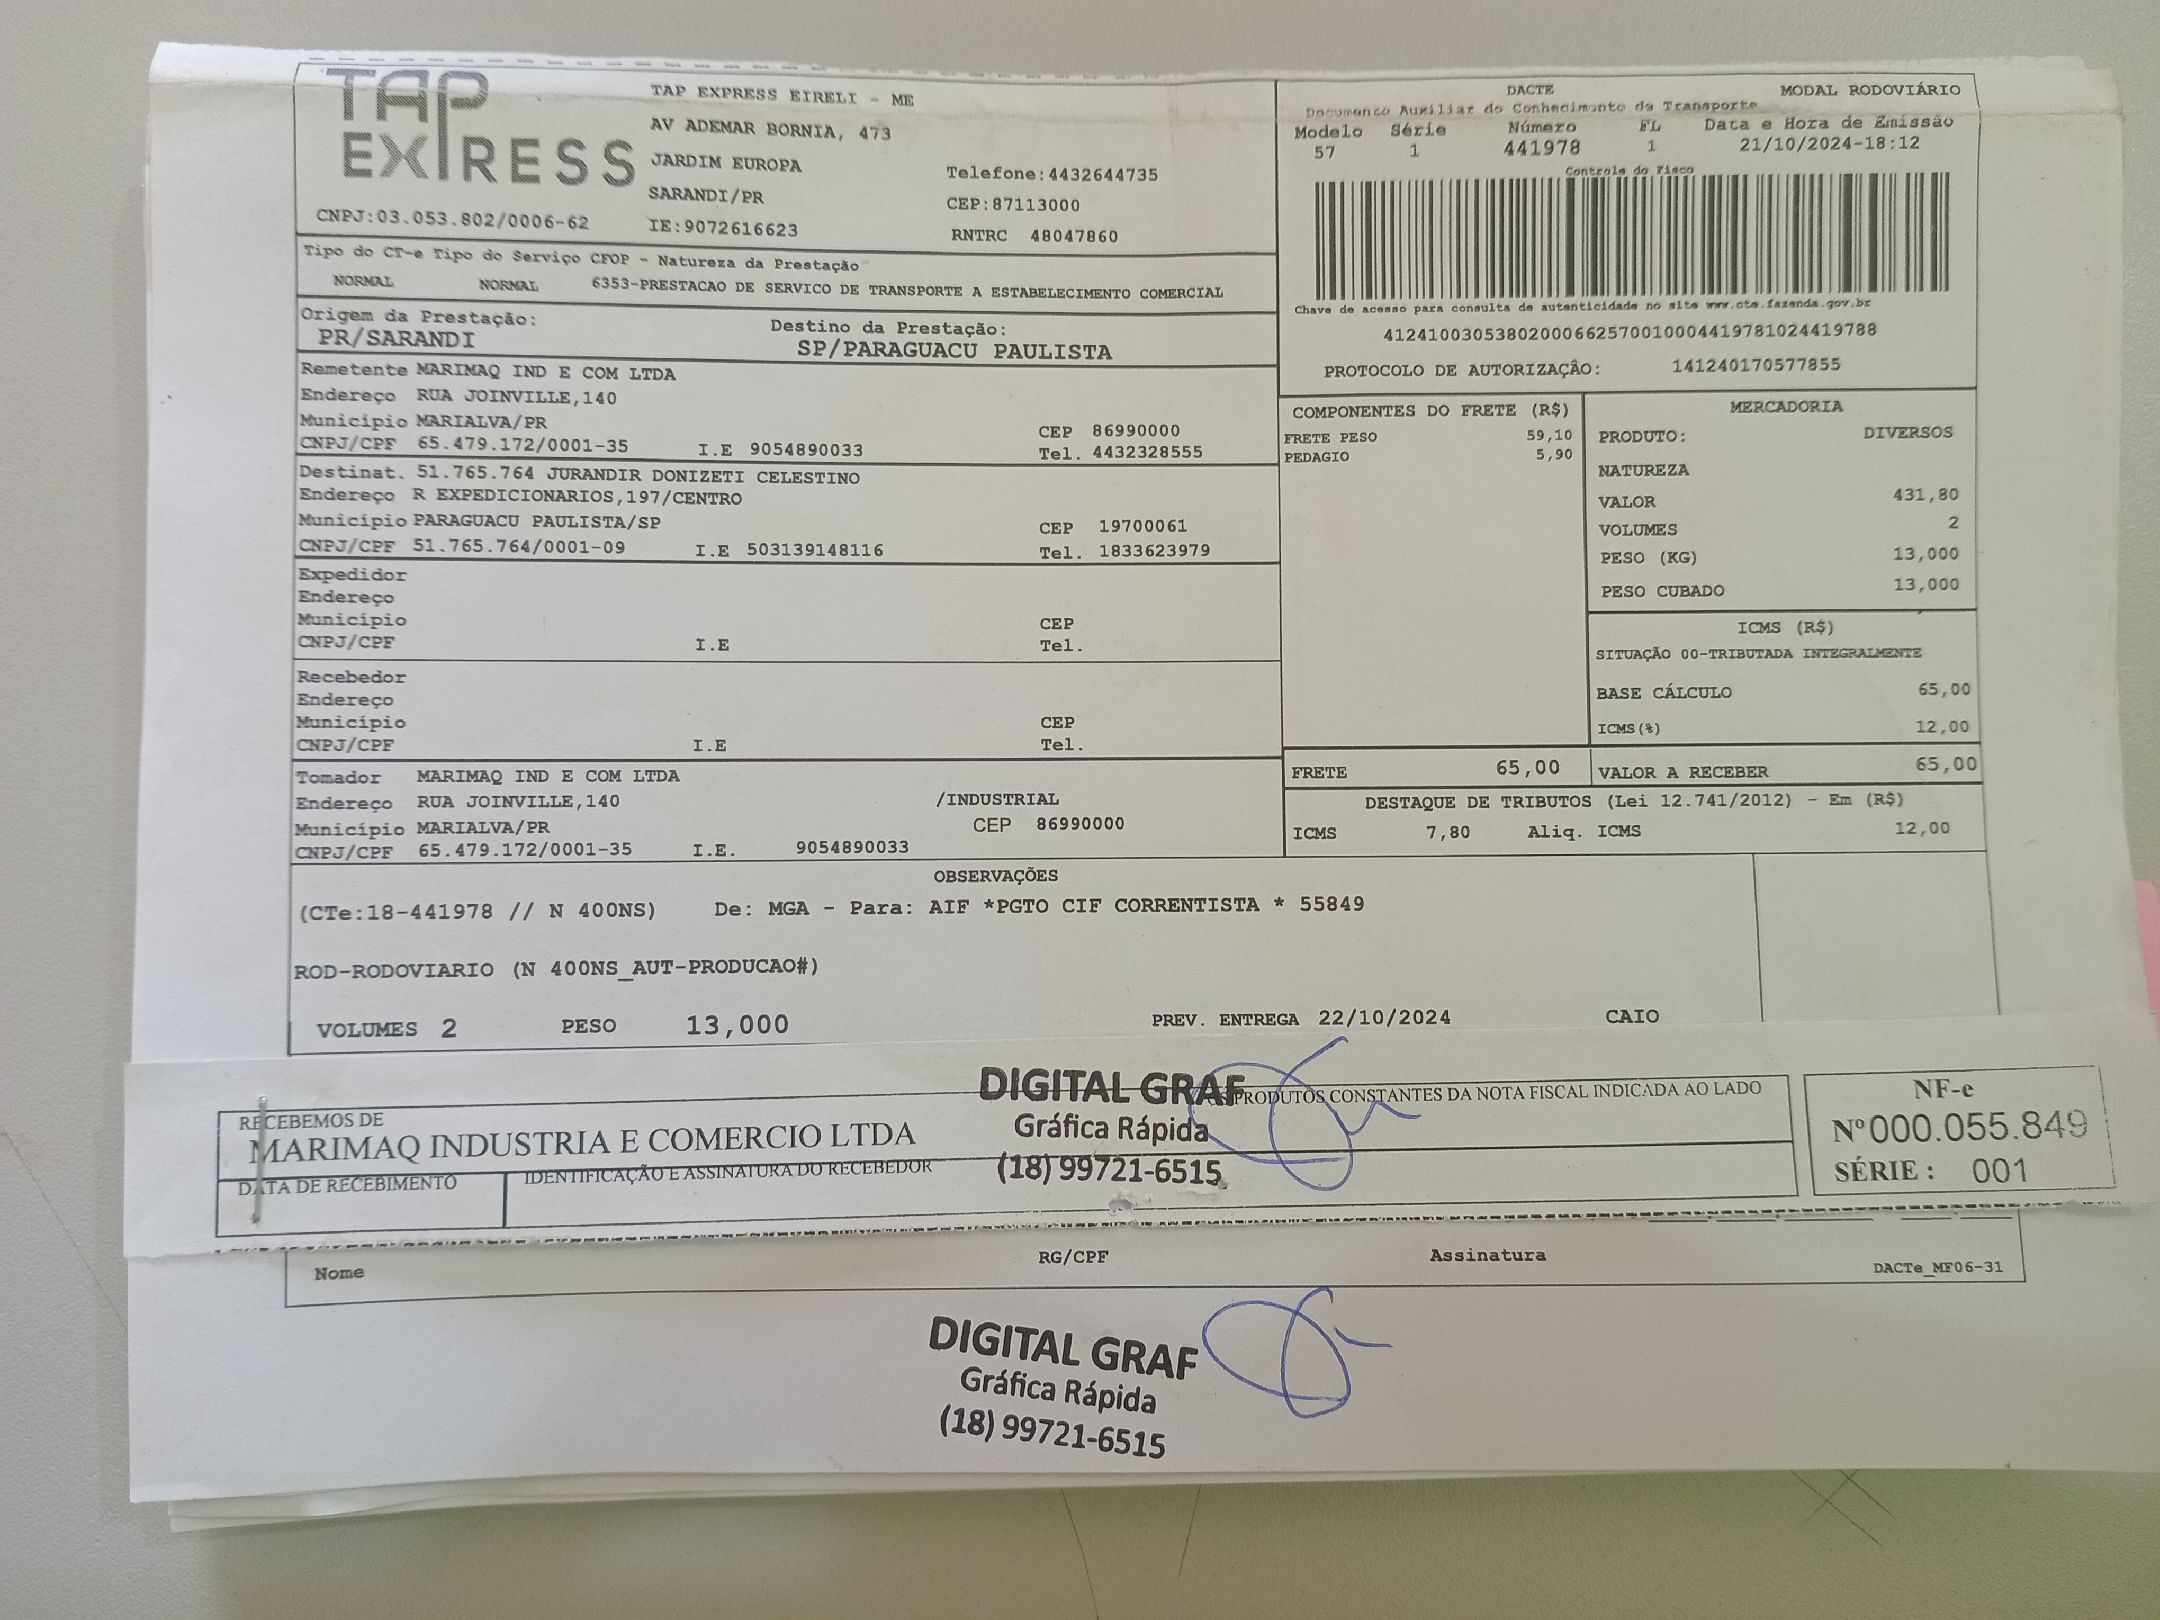 TAP
EXPRESS
TAP EXPRESS EIRELI - ME
AV ADEMAR BORNIA, 473
JARDIM EUROPA
SARANDI/PR
Telefone:4432644735
CEP:87113000
CNPJ:03.053.802/0006-62 IE:9072616623 RNTRC 48047860
DACTE MODAL RODOVIÁRIO
Documento Auxiliar do Conhecimento de Transporte
Modelo Série Número FL Data e Hora de Emissão
57 1 441978 1 21/10/2024-18:12
Controle do Fisco
Chave de acesso para consulta de autenticidade no site www.cte.fazenda.gov.br
41241003053802000662570010004419781024419788
PROTOCOLO DE AUTORIZAÇÃO: 141240170577855
Tipo do CT-e Tipo do Serviço CFOP - Natureza da Prestação
NORMAL NORMAL 6353-PRESTACAO DE SERVICO DE TRANSPORTE A ESTABELECIMENTO COMERCIAL
Origem da Prestação: Destino da Prestação:
PR/SARANDI SP/PARAGUACU PAULISTA
Remetente MARIMAQ IND E COM LTDA
Endereço RUA JOINVILLE,140
Município MARIALVA/PR CEP 86990000
CNPJ/CPF 65.479.172/0001-35 I.E 9054890033 Tel. 4432328555
Destinat. 51.765.764 JURANDIR DONIZETI CELESTINO
Endereço R EXPEDICIONARIOS,197/CENTRO
Município PARAGUACU PAULISTA/SP CEP 19700061
CNPJ/CPF 51.765.764/0001-09 I.E 503139148116 Tel. 1833623979
Expedidor
Endereço
Município CEP
CNPJ/CPF I.E Tel.
Recebedor
Endereço
Município CEP
CNPJ/CPF I.E Tel.
Tomador MARIMAQ IND E COM LTDA
Endereço RUA JOINVILLE,140 /INDUSTRIAL
Município MARIALVA/PR CEP 86990000
CNPJ/CPF 65.479.172/0001-35 I.E. 9054890033
COMPONENTES DO FRETE (R$)
FRETE PESO 59,10
PEDAGIO 5,90
MERCADORIA
PRODUTO: DIVERSOS
NATUREZA
VALOR 431,80
VOLUMES 2
PESO (KG) 13,000
PESO CUBADO 13,000
ICMS (R$)
SITUAÇÃO 00-TRIBUTADA INTEGRALMENTE
BASE CÁLCULO 65,00
ICMS(%) 12,00
FRETE 65,00 VALOR A RECEBER 65,00
DESTAQUE DE TRIBUTOS (Lei 12.741/2012) - Em (R$)
ICMS 7,80 Aliq. ICMS 12,00
OBSERVAÇÕES
(CTe:18-441978 // N 400NS) De: MGA - Para: AIF *PGTO CIF CORRENTISTA * 55849
ROD-RODOVIARIO (N 400NS_AUT-PRODUCAO#)
VOLUMES 2 PESO 13,000 PREV. ENTREGA 22/10/2024 CAIO
RECEBEMOS DE PRODUTOS CONSTANTES DA NOTA FISCAL INDICADA AO LADO
MARIMAQ INDUSTRIA E COMERCIO LTDA
DATA DE RECEBIMENTO IDENTIFICAÇÃO E ASSINATURA DO RECEBEDOR
DIGITAL GRAF
Gráfica Rápida
(18) 99721-6515
NF-e
Nº 000.055.849
SÉRIE : 001
Nome RG/CPF Assinatura
DACTe_MF06-31
DIGITAL GRAF
Gráfica Rápida
(18) 99721-6515